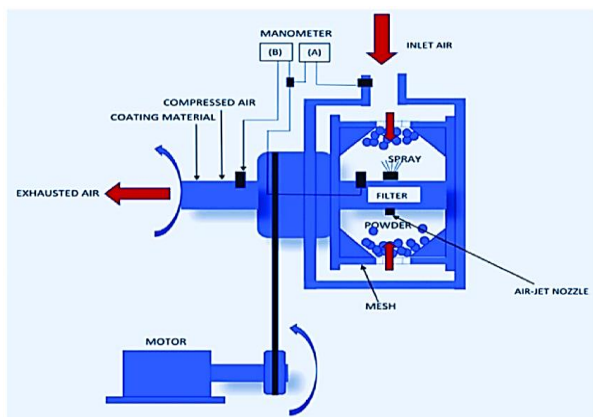 MANOMETER
(B) (A)
INLET AIR
COMPRESSED AIR
COATING MATERIAL
SPRAY
EXHAUSTED AIR
FILTER
POWDER
AIR-JET NOZZLE
MESH
MOTOR